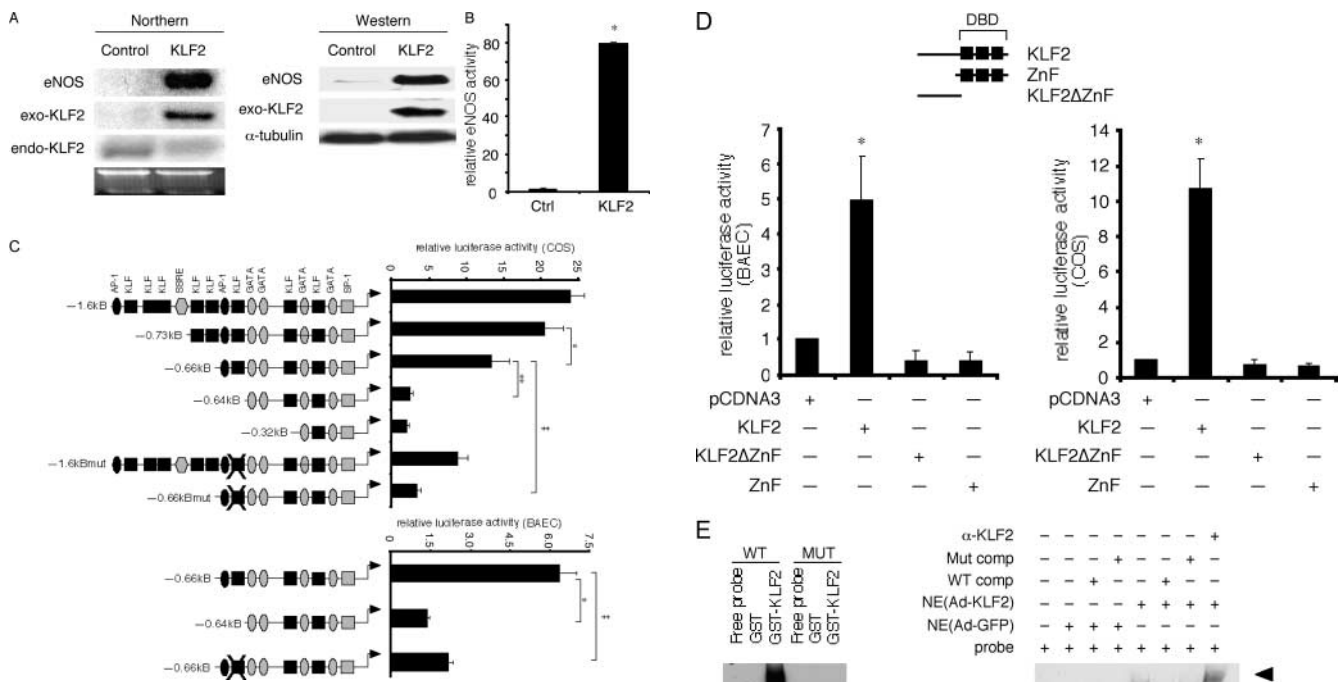 A
Northern
Control KLF2
eNOS
exo-KLF2
endo-KLF2
Western
Control KLF2
eNOS
exo-KLF2
α-tubulin
B
relative eNOS activity
80
60
40
20
0
*
Ctrl KLF2
C
relative luciferase activity (COS)
0 5 10 15 20 25
AP-1 KLF KLF KLF SSRE KLF KLF AP-1 KLF GATA GATA KLF GATA KLF GATA SP-1
−1.6kB
−0.73kB
−0.66kB
−0.64kB
−0.32kB
−1.6kBmut
−0.66kBmut
*
**
‡
relative luciferase activity (BAEC)
0 1.5 3.0 4.5 6.0 7.5
−0.66kB
−0.64kB
−0.66kB
*
‡
D
DBD
KLF2
ZnF
KLF2ΔZnF
relative luciferase activity
(BAEC)
7
6
5
4
3
2
1
0
*
pCDNA3 + − − −
KLF2 − + − −
KLF2ΔZnF − − + −
ZnF − − − +
relative luciferase activity
(COS)
14
12
10
8
6
4
2
0
*
pCDNA3 + − − −
KLF2 − + − −
KLF2ΔZnF − − + −
ZnF − − − +
E
WT MUT
Free probe
GST
GST-KLF2
Free probe
GST
GST-KLF2
α-KLF2 − − − − − − − +
Mut comp − − − + − − + −
WT comp − − + − − + − −
NE(Ad-KLF2) − − − − + + + +
NE(Ad-GFP) − + + + − − − −
probe + + + + + + + +